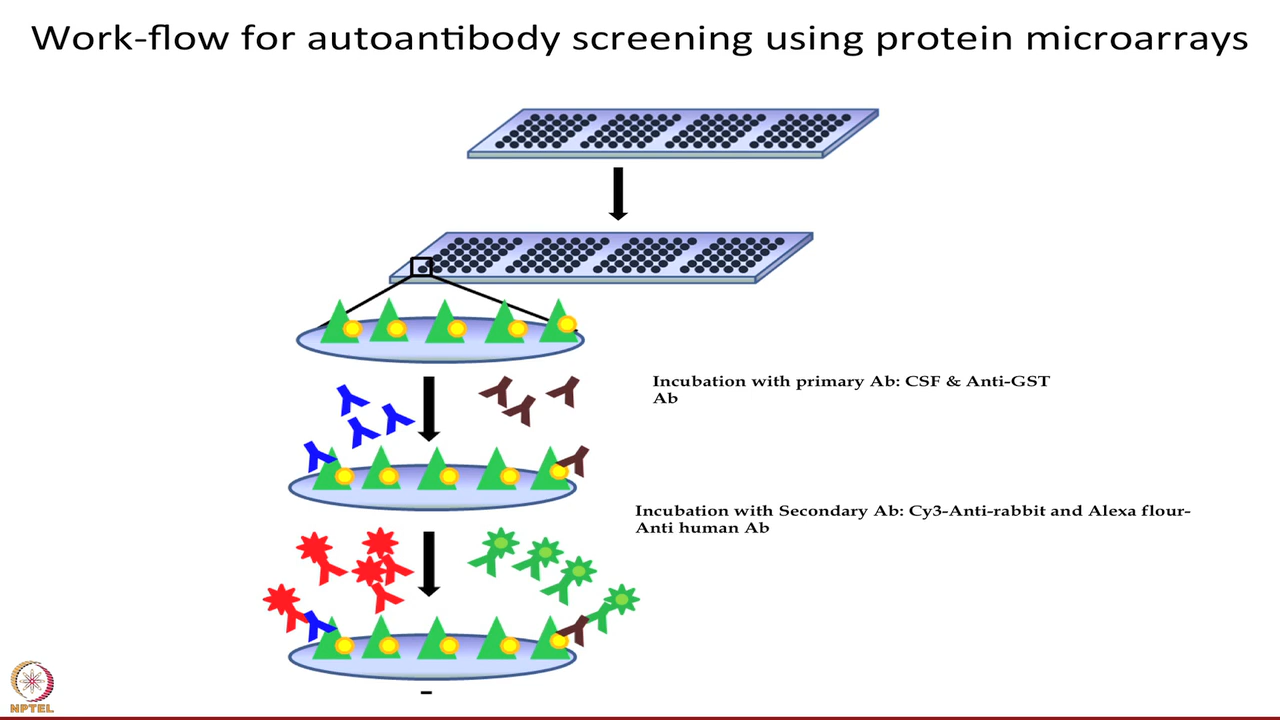 Work-flow for autoantibody screening using protein microarrays
Incubation with primary Ab: CSF & Anti-GST
Ab
Incubation with Secondary Ab: Cy3-Anti-rabbit and Alexa flour-
Anti human Ab
-
NPTEL